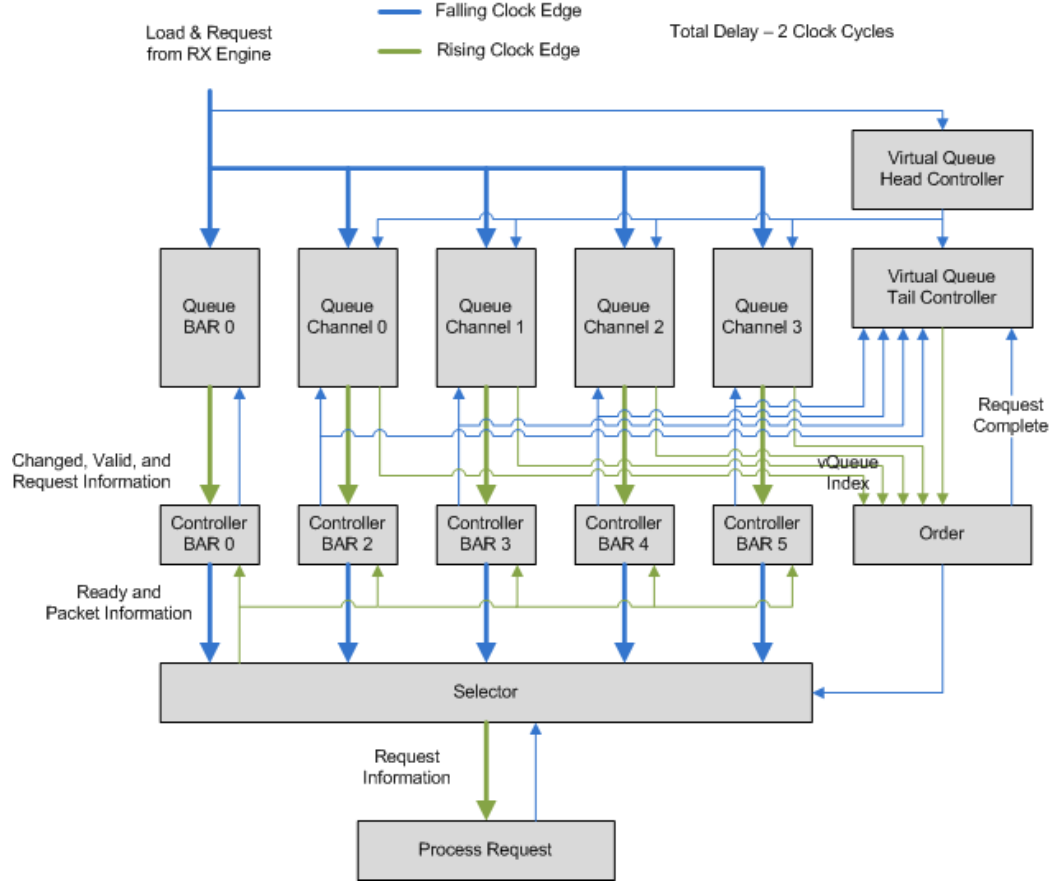 Falling Clock Edge
Load & Request
from RX Engine
Total Delay – 2 Clock Cycles
Rising Clock Edge
Virtual Queue
Head Controller
Queue
BAR 0
Queue
Channel 0
Queue
Channel 1
Queue
Channel 2
Queue
Channel 3
Virtual Queue
Tail Controller
Request
Complete
Changed, Valid, and
Request Information
vQueue
Index
Controller
BAR 0
Controller
BAR 2
Controller
BAR 3
Controller
BAR 4
Controller
BAR 5
Order
Ready and
Packet Information
Selector
Request
Information
Process Request